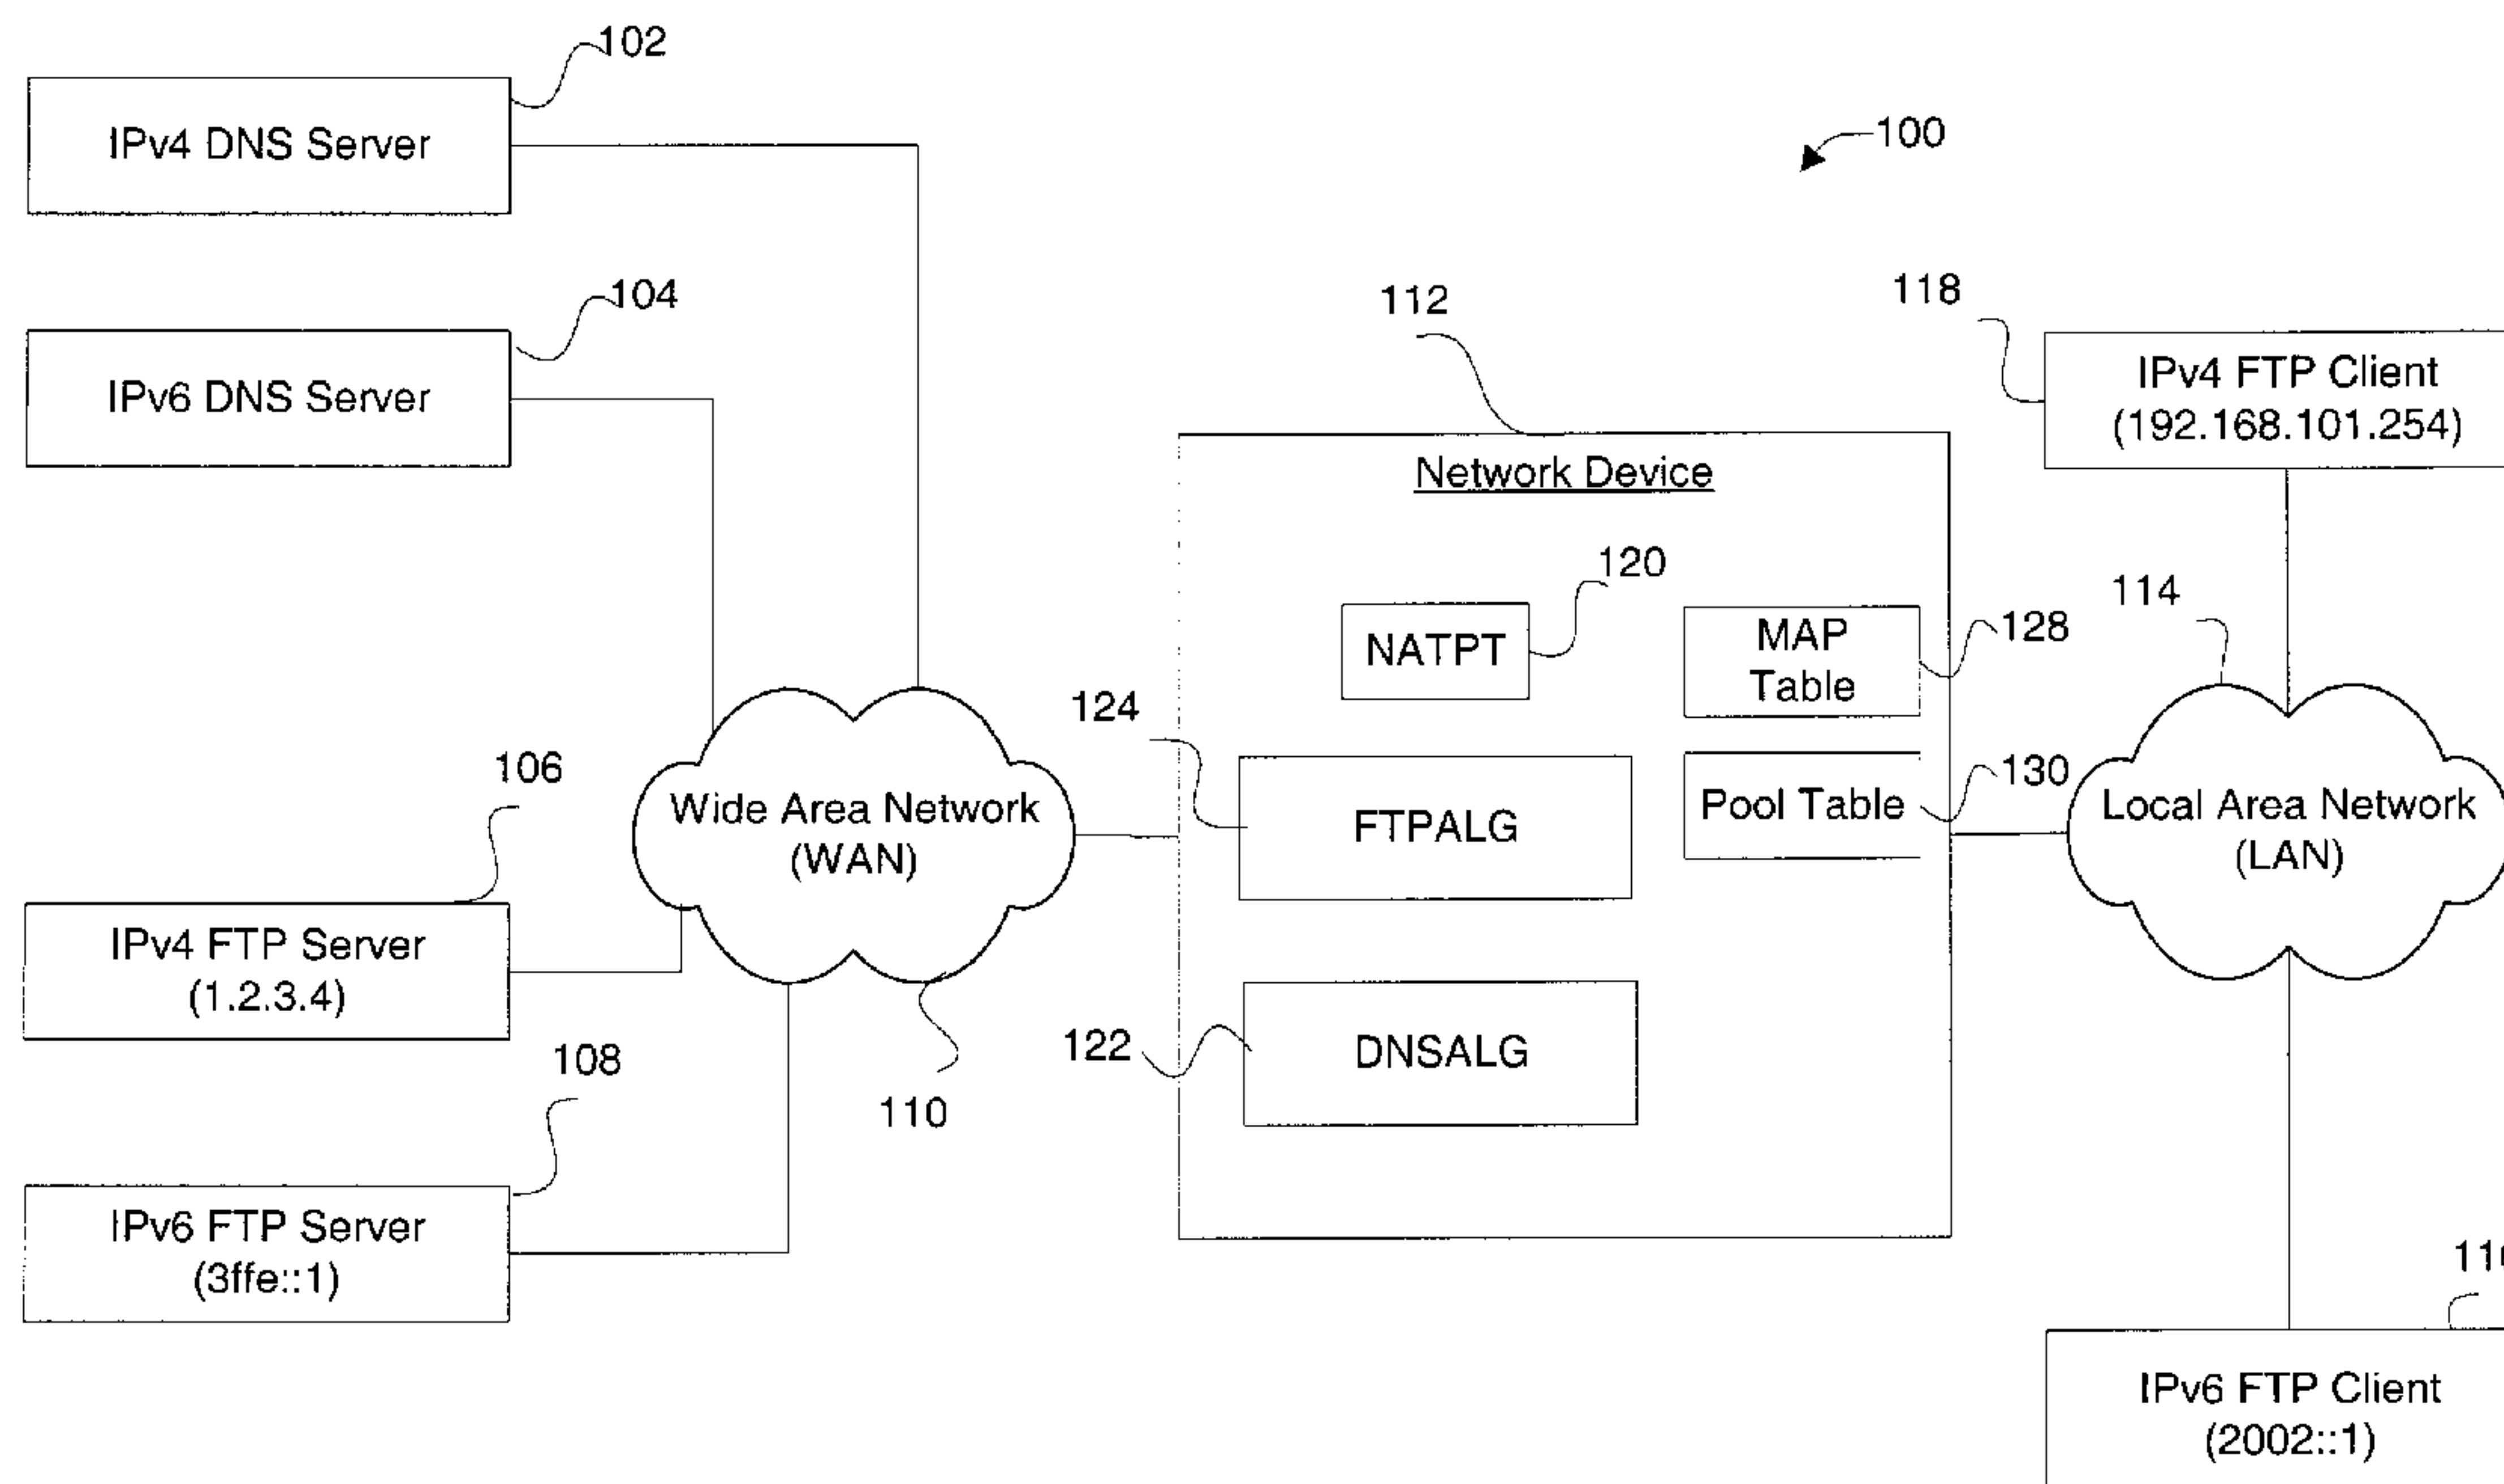 102
IPv4 DNS Server
100
104
IPv6 DNS Server
112
118
IPv4 FTP Client
(192.168.101.254)
Network Device
120
NATPT
MAP
Table
128
114
124
106
Wide Area Network
(WAN)
FTPALG
Pool Table
130
Local Area Network
(LAN)
IPv4 FTP Server
(1.2.3.4)
108
110
122
DNSALG
IPv6 FTP Server
(3ffe::1)
IPv6 FTP Client
(2002::1)